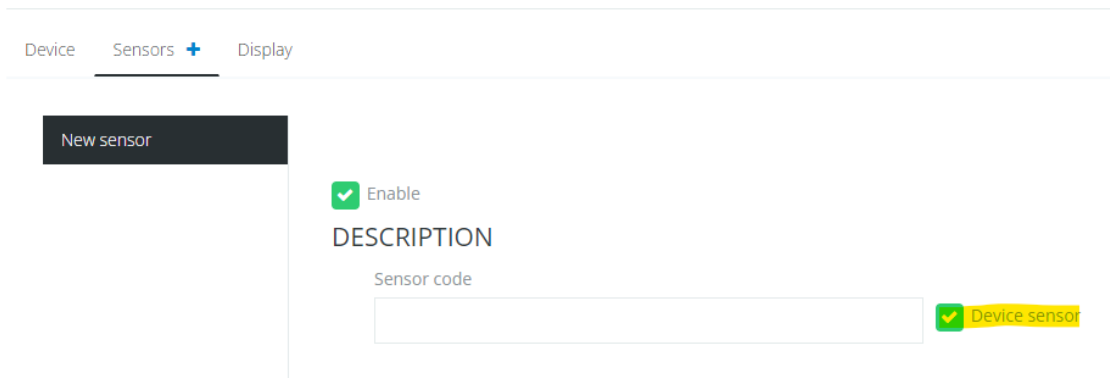 Device Sensors + Display
New sensor
Enable
DESCRIPTION
Sensor code
Device sensor